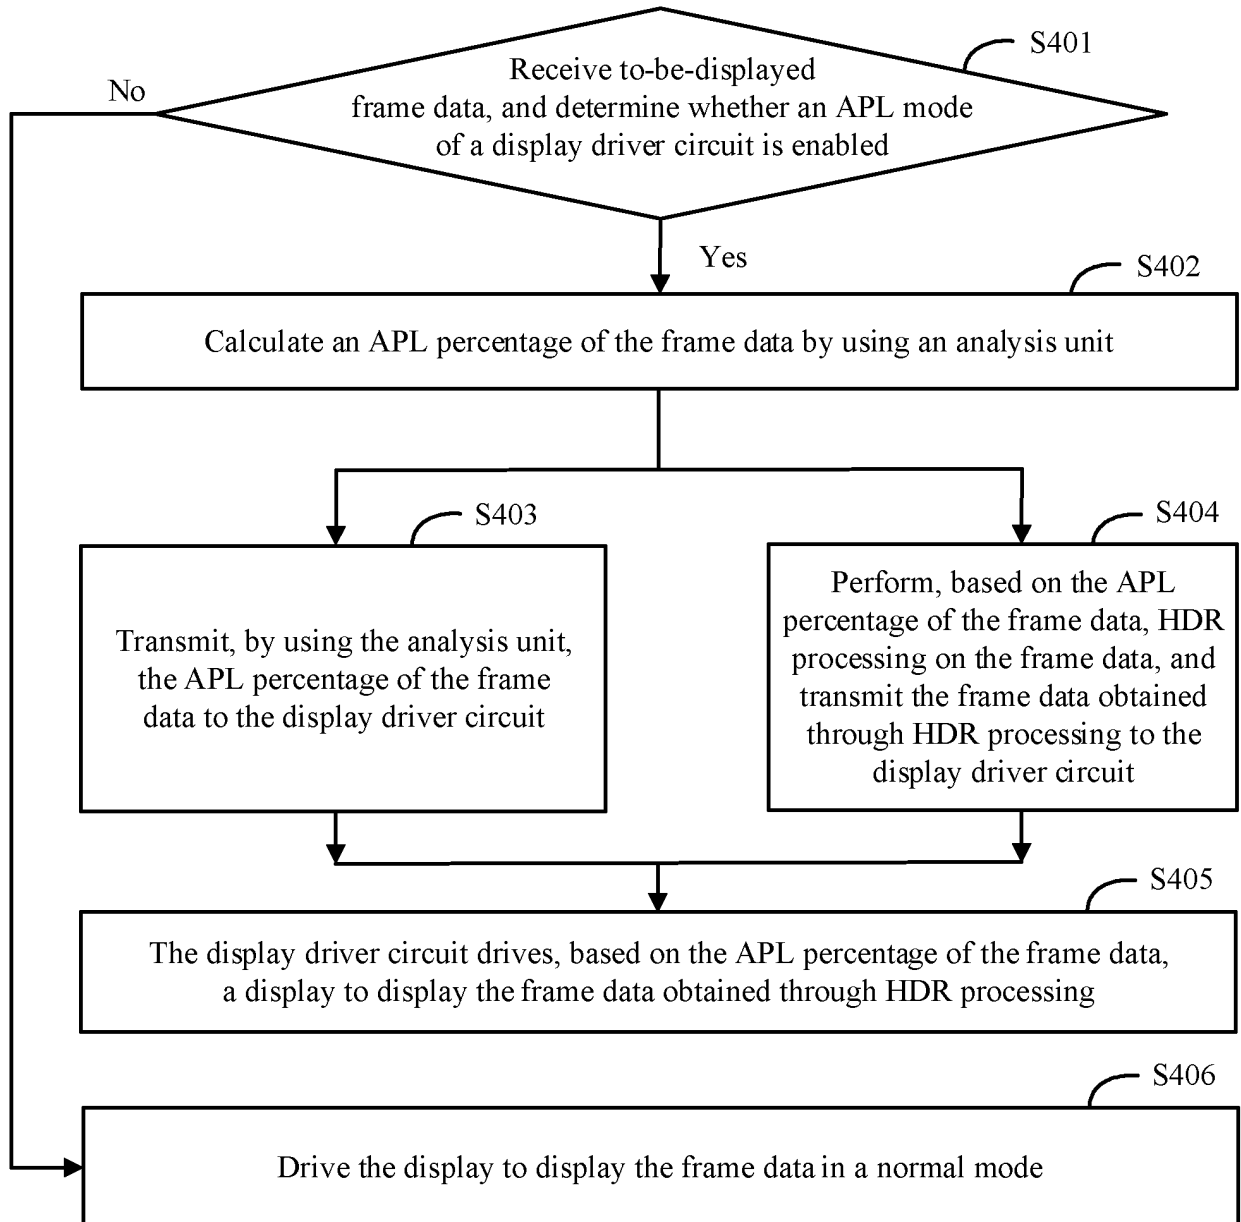 S401
Receive to-be-displayed
frame data, and determine whether an APL mode
of a display driver circuit is enabled
No
Yes
S402
Calculate an APL percentage of the frame data by using an analysis unit
S403
Transmit, by using the analysis unit,
the APL percentage of the frame
data to the display driver circuit
S404
Perform, based on the APL
percentage of the frame data, HDR
processing on the frame data, and
transmit the frame data obtained
through HDR processing to the
display driver circuit
S405
The display driver circuit drives, based on the APL percentage of the frame data,
a display to display the frame data obtained through HDR processing
S406
Drive the display to display the frame data in a normal mode